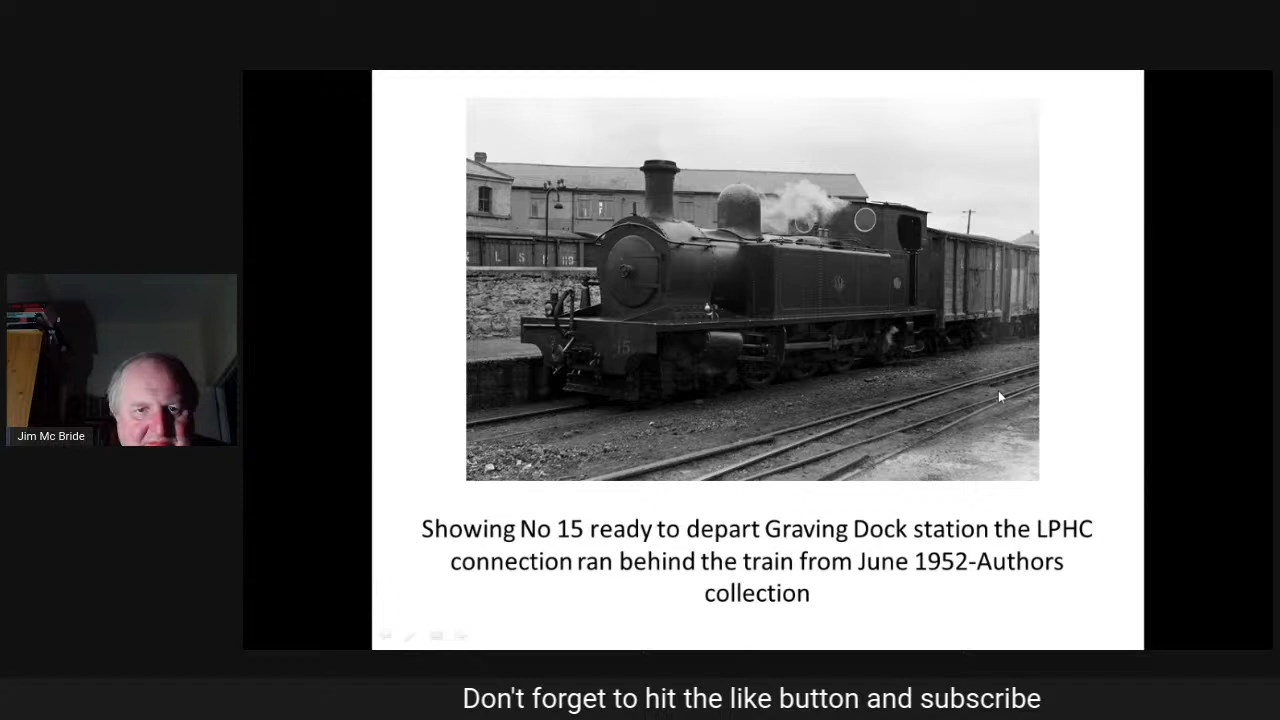 L S
15
Jim Mc Bride
Showing No 15 ready to depart Graving Dock station the LPHC
connection ran behind the train from June 1952-Authors
collection
Don't forget to hit the like button and subscribe